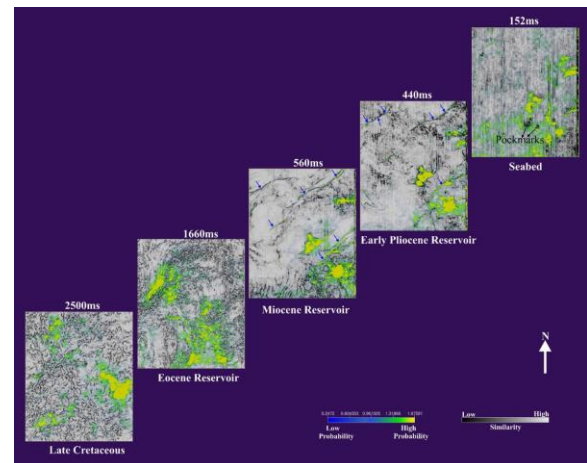 152ms
Pockmarks
Seabed
440ms
Early Pliocene Reservoir
560ms
Miocene Reservoir
1660ms
Eocene Reservoir
2500ms
Late Cretaceous
N
Low
Probability
High
Probability
Low
High
Similarity